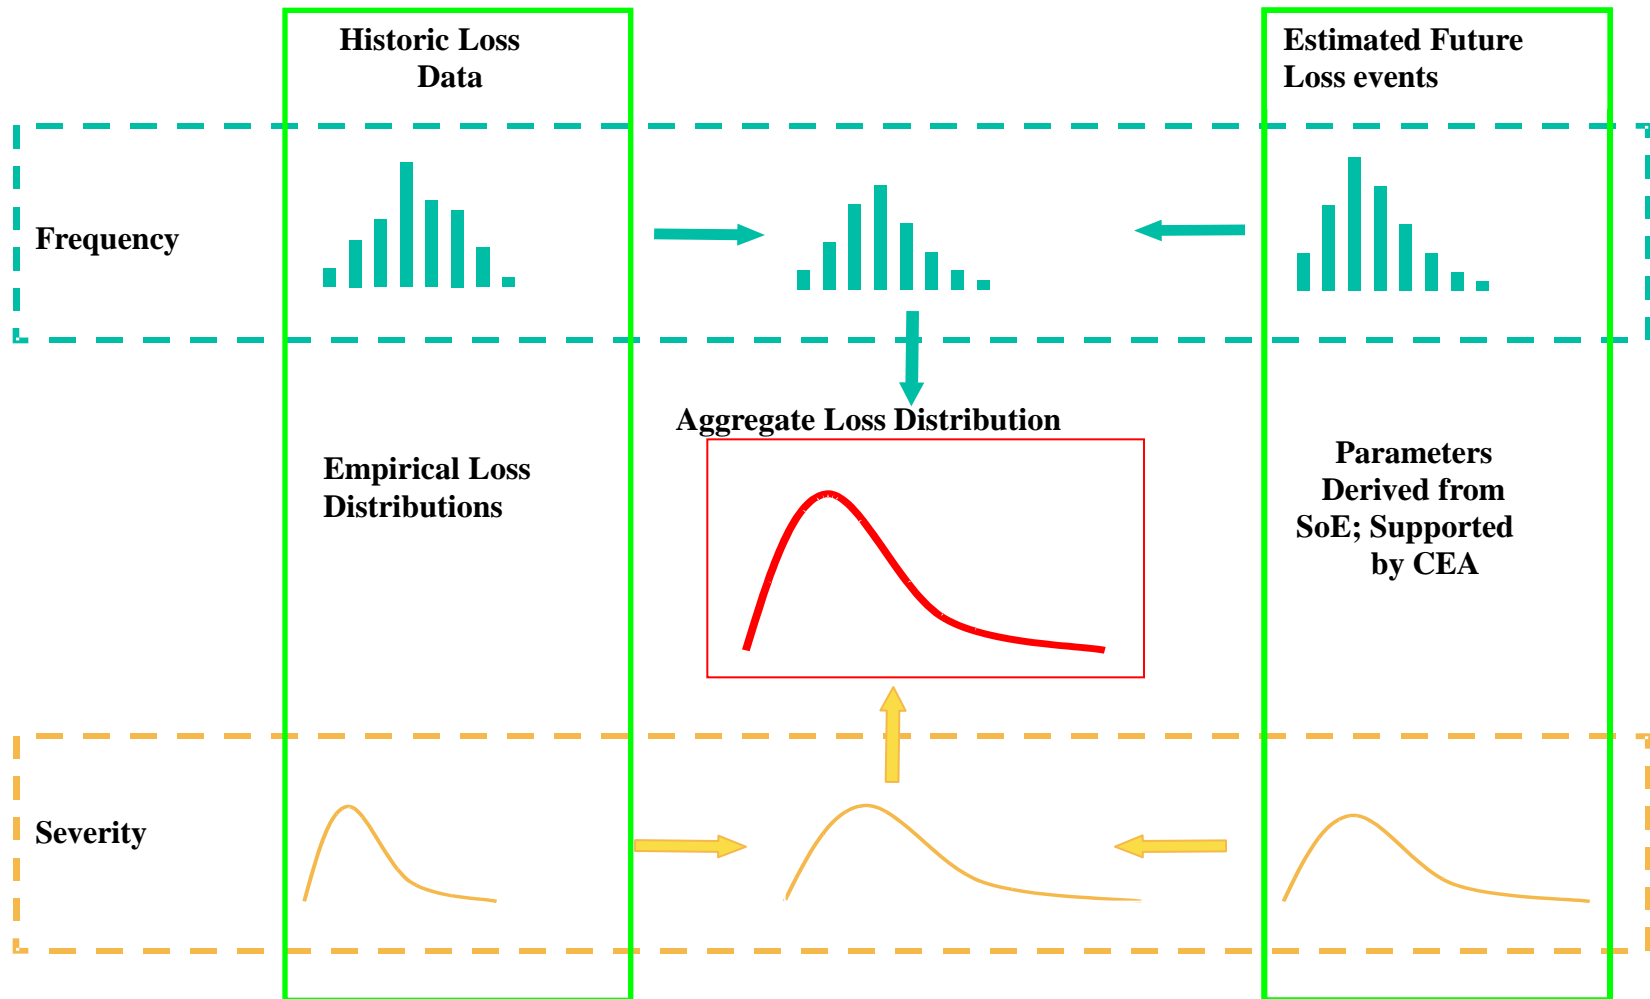 Historic Loss
Data
Estimated Future
Loss events
Frequency
Aggregate Loss Distribution
Empirical Loss
Distributions
Parameters
Derived from
SoE; Supported
by CEA
Severity